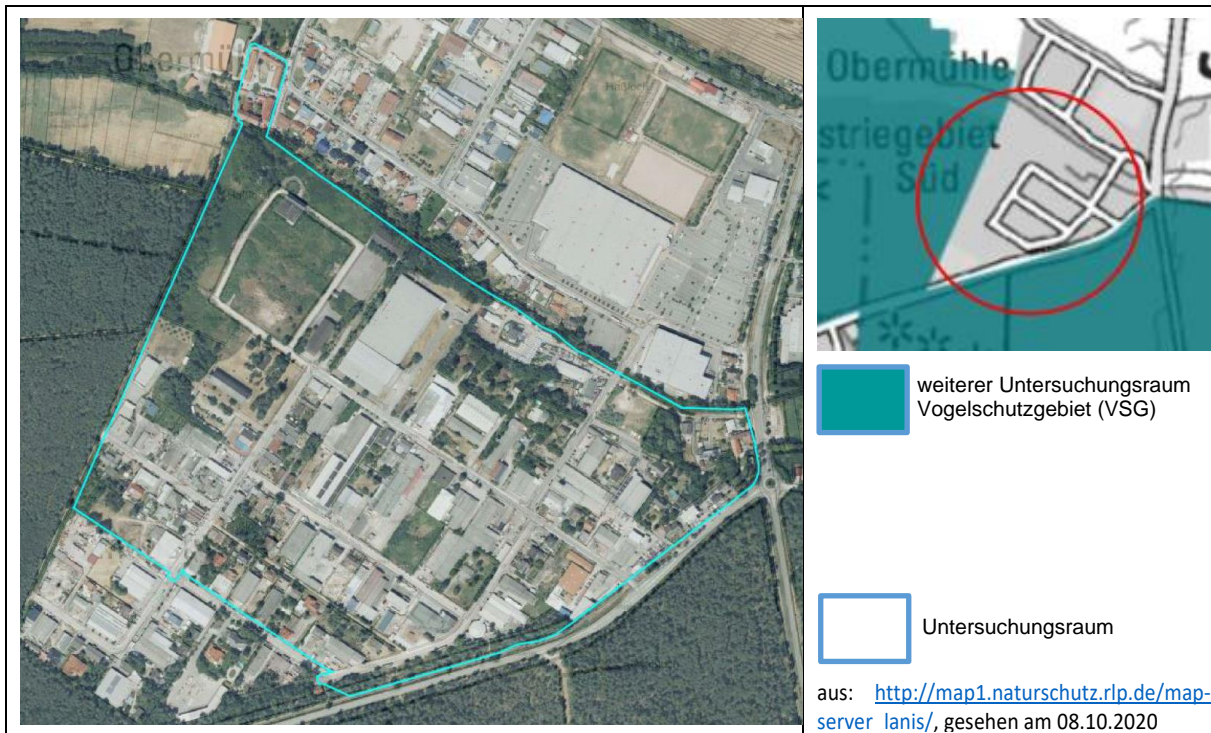 Obermühle
Obermühle
striegebiet
Süd
weiterer Untersuchungsraum
Vogelschutzgebiet (VSG)
Untersuchungsraum
aus: http://map1.naturschutz.rlp.de/map-
server_lanis/, gesehen am 08.10.2020